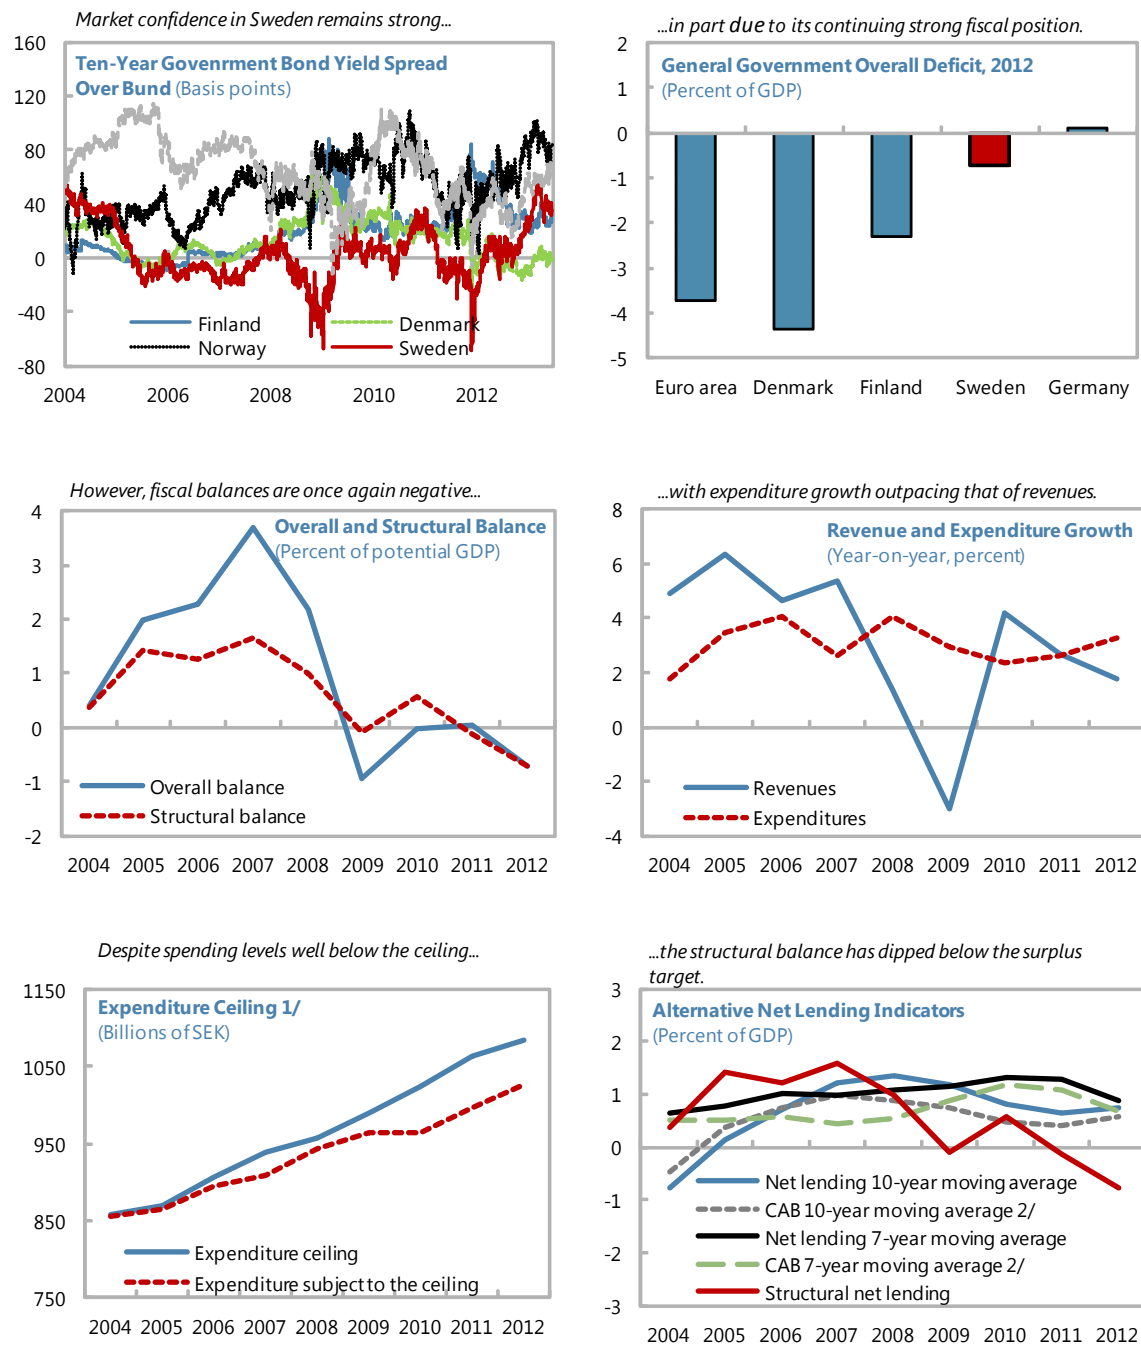 Market confidence in Sweden remains strong...
160
120
80
40
0
-40
-80
Ten-Year Govenrment Bond Yield Spread
Over Bund (Basis points)
Finland
Denmark
Norway
Sweden
2004 2006 2008 2010 2012
...in part due to its continuing strong fiscal position.
2
1
0
-1
-2
-3
-4
-5
General Government Overall Deficit, 2012
(Percent of GDP)
Euro area Denmark Finland Sweden Germany
However, fiscal balances are once again negative...
4
3
2
1
0
-1
-2
Overall and Structural Balance
(Percent of potential GDP)
Overall balance
Structural balance
2004 2005 2006 2007 2008 2009 2010 2011 2012
...with expenditure growth outpacing that of revenues.
8
6
4
2
0
-2
-4
Revenue and Expenditure Growth
(Year-on-year, percent)
Revenues
Expenditures
2004 2005 2006 2007 2008 2009 2010 2011 2012
Despite spending levels well below the ceiling...
1150
1050
950
850
750
Expenditure Ceiling 1/
(Billions of SEK)
Expenditure ceiling
Expenditure subject to the ceiling
2004 2005 2006 2007 2008 2009 2010 2011 2012
...the structural balance has dipped below the surplus
target.
3
2
1
0
-1
-2
-3
Alternative Net Lending Indicators
(Percent of GDP)
Net lending 10-year moving average
CAB 10-year moving average 2/
Net lending 7-year moving average
CAB 7-year moving average 2/
Structural net lending
2004 2005 2006 2007 2008 2009 2010 2011 2012